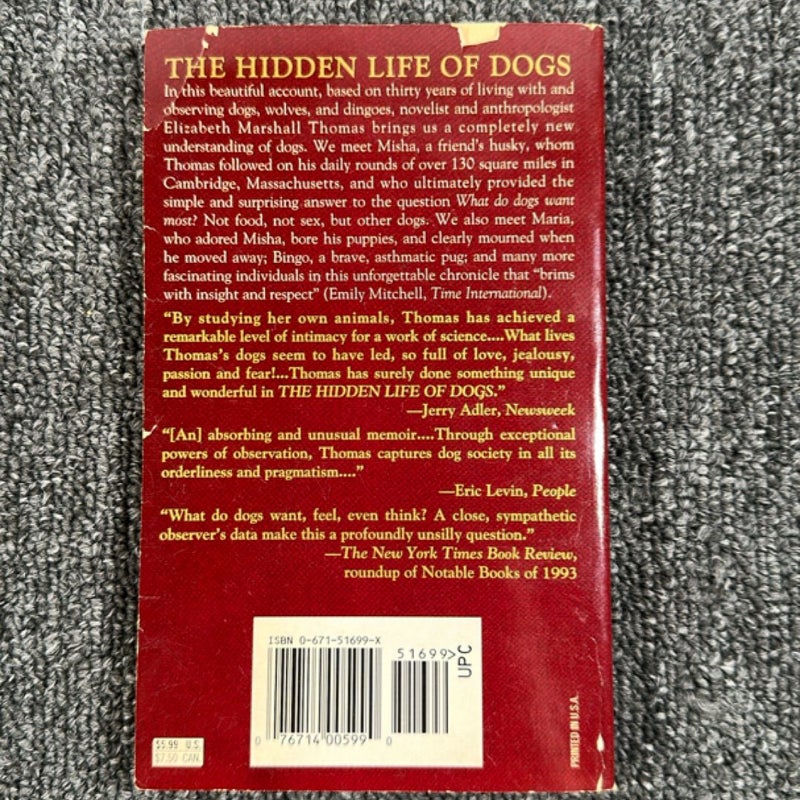 THE HIDDEN LIFE OF DOGS
In this beautiful account, based on thirty years of living with and
observing dogs, wolves, and dingoes, novelist and anthropologist
Elizabeth Marshall Thomas brings us a completely new
understanding of dogs. We meet Misha, a friend's husky, whom
Thomas followed on his daily rounds of over 130 square miles in
Cambridge, Massachusetts, and who ultimately provided the
simple and surprising answer to the question What do dogs want
most? Not food, not sex, but other dogs. We also meet Maria,
who adored Misha, bore his puppies, and clearly mourned when
he moved away; Bingo, a brave, asthmatic pug; and many more
fascinating individuals in this unforgettable chronicle that "brims
with insight and respect" (Emily Mitchell, Time International).
"By studying her own animals, Thomas has achieved a
remarkable level of intimacy for a work of science....What lives
Thomas's dogs seem to have led, so full of love, jealousy,
passion and fear!...Thomas has surely done something unique
and wonderful in THE HIDDEN LIFE OF DOGS."
—Jerry Adler, Newsweek
"[An] absorbing and unusual memoir....Through exceptional
powers of observation, Thomas captures dog society in all its
orderliness and pragmatism...."
—Eric Levin, People
"What do dogs want, feel, even think? A close, sympathetic
observer's data make this a profoundly unsilly question."
—The New York Times Book Review,
roundup of Notable Books of 1993
ISBN 0-671-51699-X
51699>
UPC
0 76714 00599 0
$5.99 U.S.
$7.50 CAN.
PRINTED IN U.S.A.